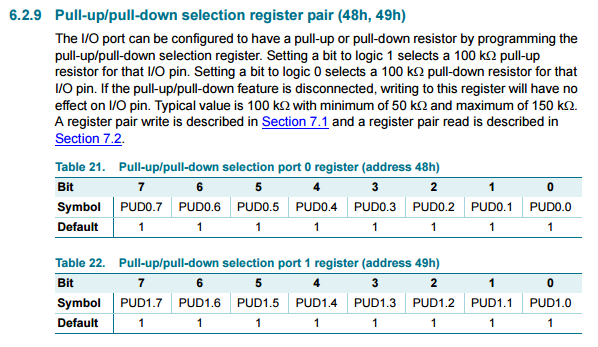 6.2.9 Pull-up/pull-down selection register pair (48h, 49h)
The I/O port can be configured to have a pull-up or pull-down resistor by programming the
pull-up/pull-down selection register. Setting a bit to logic 1 selects a 100 kΩ pull-up
resistor for that I/O pin. Setting a bit to logic 0 selects a 100 kΩ pull-down resistor for that
I/O pin. If the pull-up/pull-down feature is disconnected, writing to this register will have no
effect on I/O pin. Typical value is 100 kΩ with minimum of 50 kΩ and maximum of 150 kΩ.
A register pair write is described in Section 7.1 and a register pair read is described in
Section 7.2.
Table 21. Pull-up/pull-down selection port 0 register (address 48h)
Bit 7 6 5 4 3 2 1 0
Symbol PUD0.7 PUD0.6 PUD0.5 PUD0.4 PUD0.3 PUD0.2 PUD0.1 PUD0.0
Default 1 1 1 1 1 1 1 1
Table 22. Pull-up/pull-down selection port 1 register (address 49h)
Bit 7 6 5 4 3 2 1 0
Symbol PUD1.7 PUD1.6 PUD1.5 PUD1.4 PUD1.3 PUD1.2 PUD1.1 PUD1.0
Default 1 1 1 1 1 1 1 1